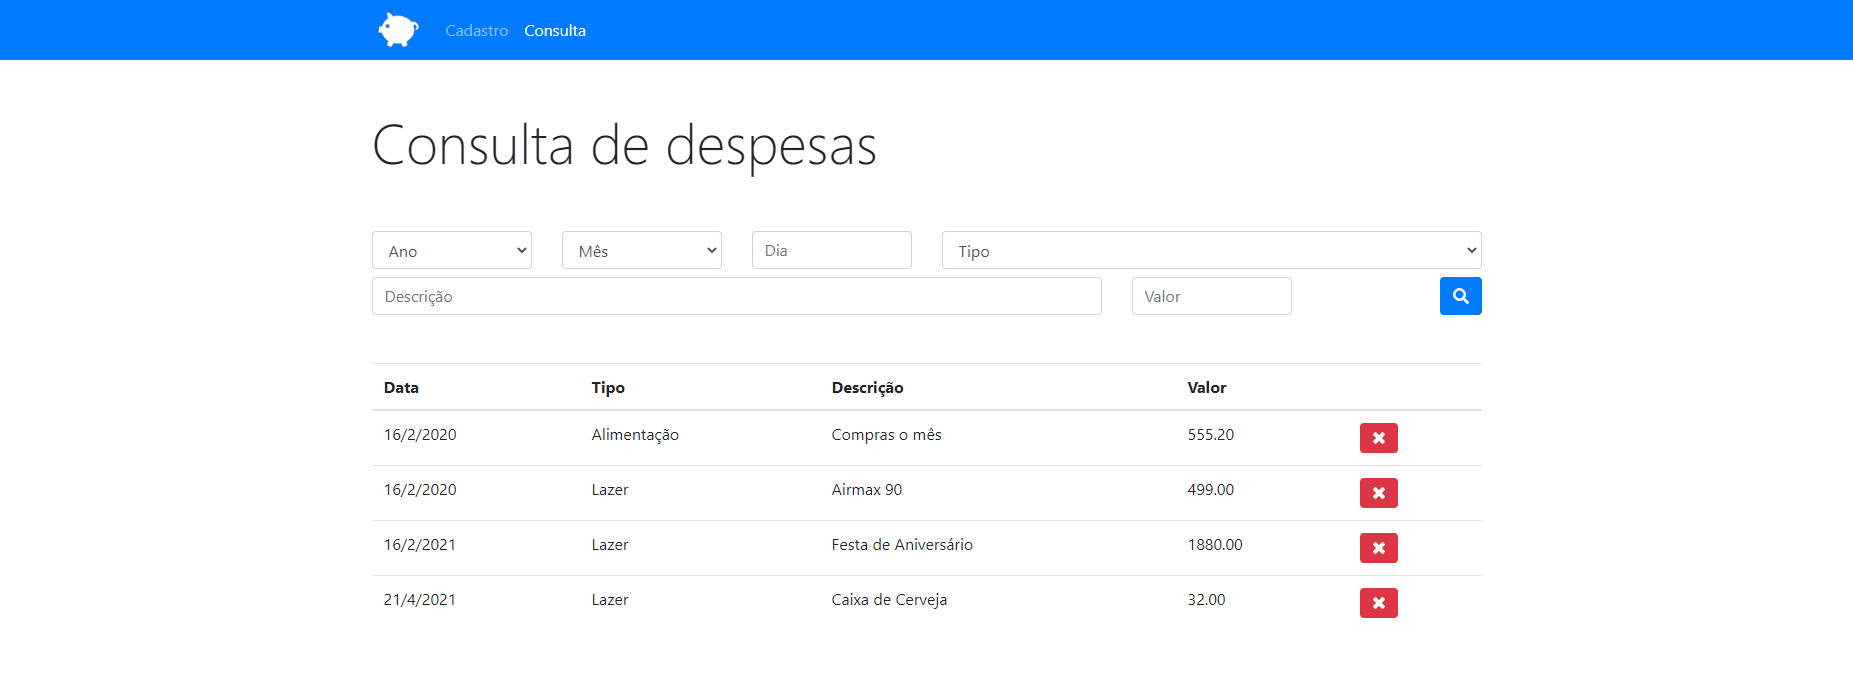 Cadastro Consulta
Consulta de despesas
Ano Mês Dia Tipo
Descrição Valor
Data Tipo Descrição Valor
16/2/2020 Alimentação Compras o mês 555.20
16/2/2020 Lazer Airmax 90 499.00
16/2/2021 Lazer Festa de Aniversário 1880.00
21/4/2021 Lazer Caixa de Cerveja 32.00